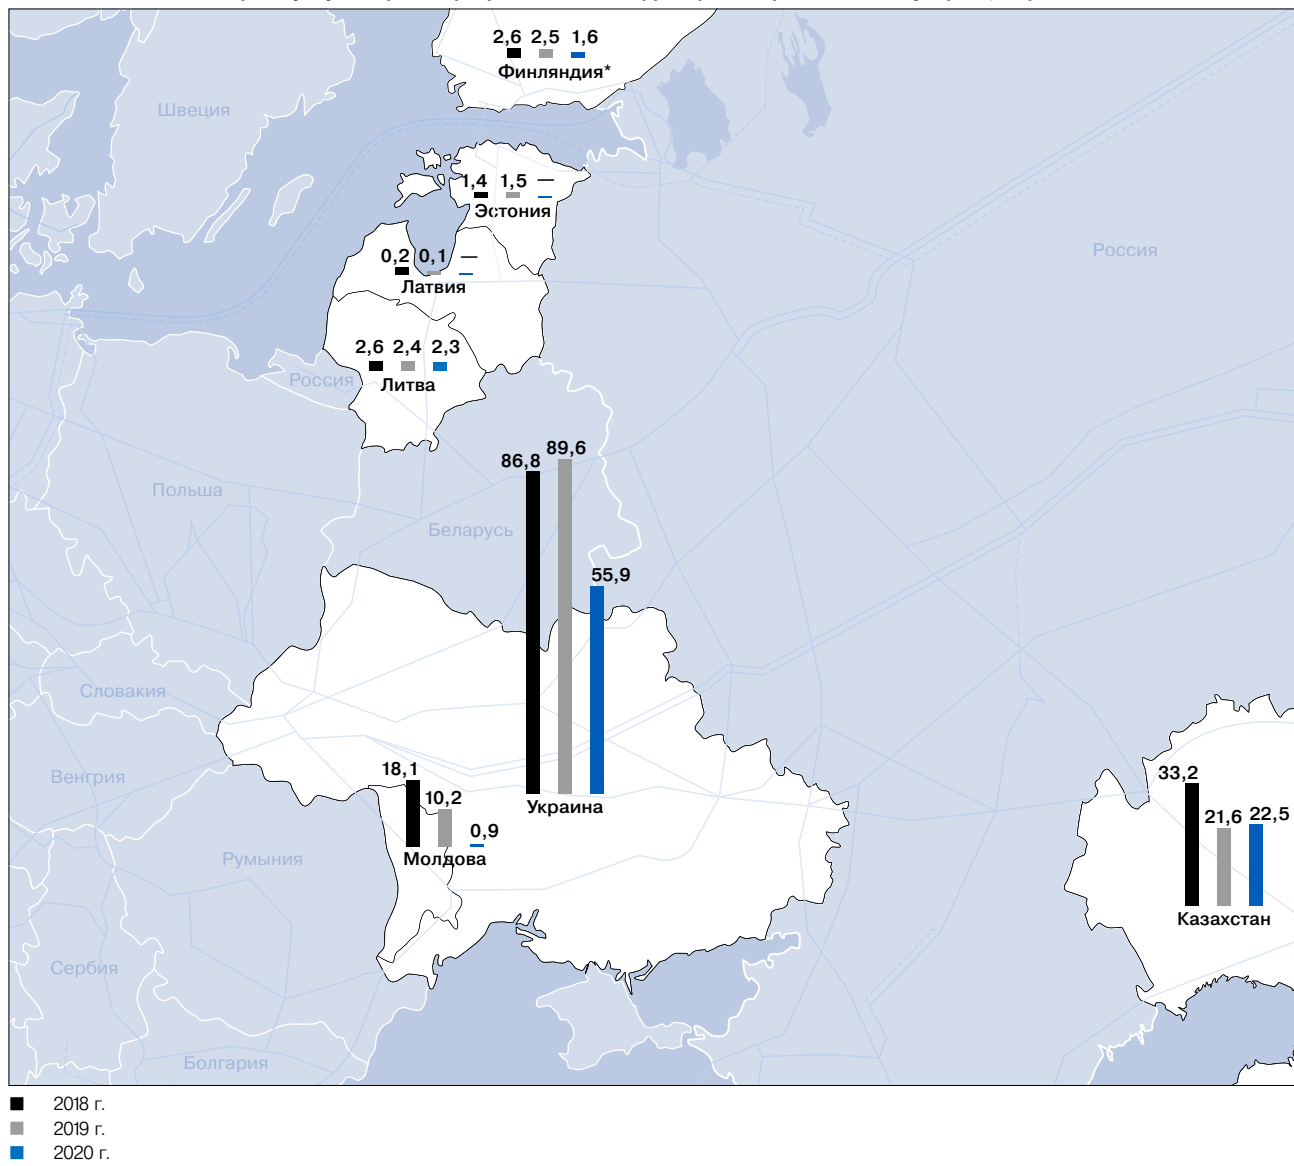 2,6 2,5 1,6
Финляндия*
Швеция
1,4 1,5 —
Эстония
Россия
0,2 0,1 —
Латвия
2,6 2,4 2,3
Россия
Литва
86,8 89,6
Польша
Беларусь
55,9
Словакия
Венгрия
18,1
10,2
0,9
Молдова
Украина
33,2
21,6 22,5
Казахстан
Румыния
Сербия
Болгария
2018 г.
2019 г.
2020 г.